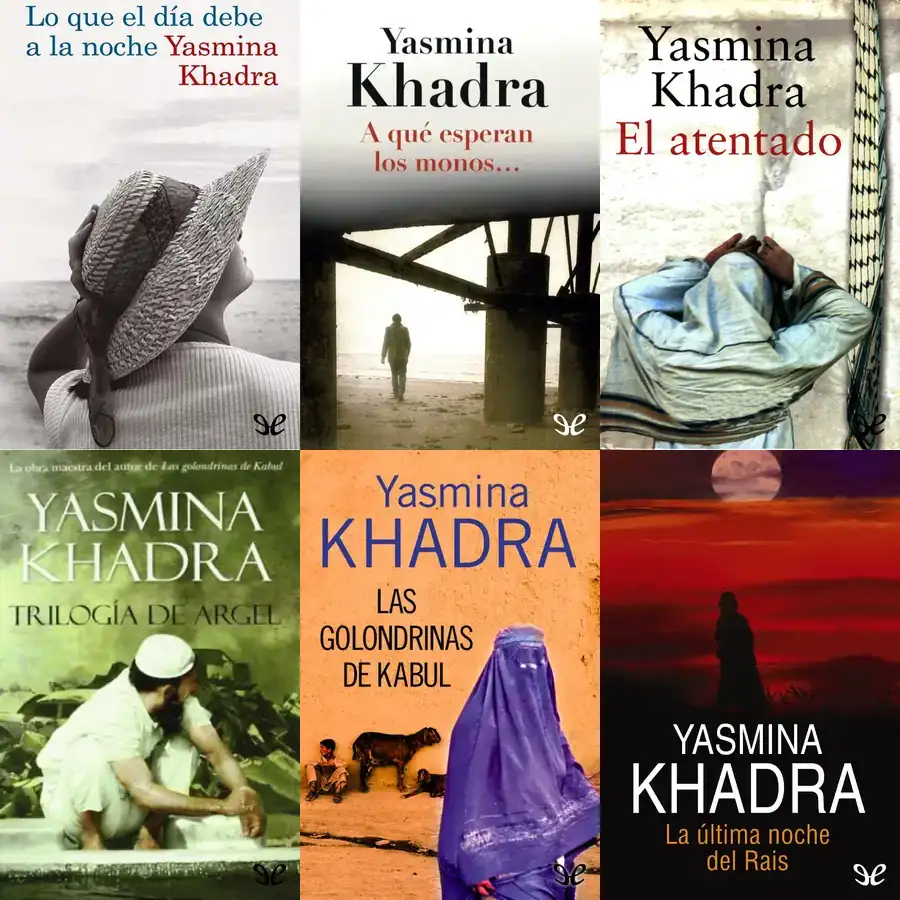 Lo que el día debe
a la noche Yasmina
Khadra
Yasmina
Khadra
A qué esperan
los monos...
Yasmina
Khadra
El atentado
La obra maestra del autor de Las golondrinas de Kabul
YASMINA
KHADRA
TRILOGÍA DE ARGEL
Yasmina
KHADRA
LAS
GOLONDRINAS
DE KABUL
YASMINA
KHADRA
La última noche
del Rais